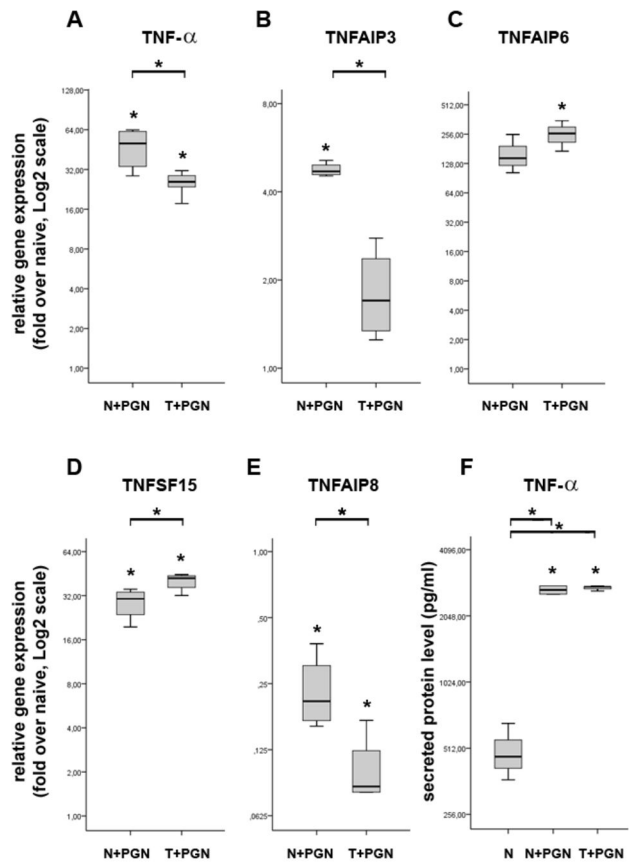 A
TNF-α
*
*
*
128,00
64,00
32,00
16,00
8,00
4,00
2,00
1,00
N+PGN T+PGN
relative gene expression
(fold over naive, Log2 scale)
B
TNFAIP3
*
*
8,00
4,00
2,00
1,00
N+PGN T+PGN
C
TNFAIP6
*
512,00
256,00
128,00
64,00
32,00
16,00
8,00
4,00
2,00
1,00
N+PGN T+PGN
D
TNFSF15
*
*
*
64,00
32,00
16,00
8,00
4,00
2,00
1,00
N+PGN T+PGN
relative gene expression
(fold over naive, Log2 scale)
E
TNFAIP8
*
*
*
1,00
,50
,25
,125
,0625
N+PGN T+PGN
F
TNF-α
*
*
*
*
4096,00
2048,00
1024,00
512,00
256,00
N N+PGN T+PGN
secreted protein level (pg/ml)